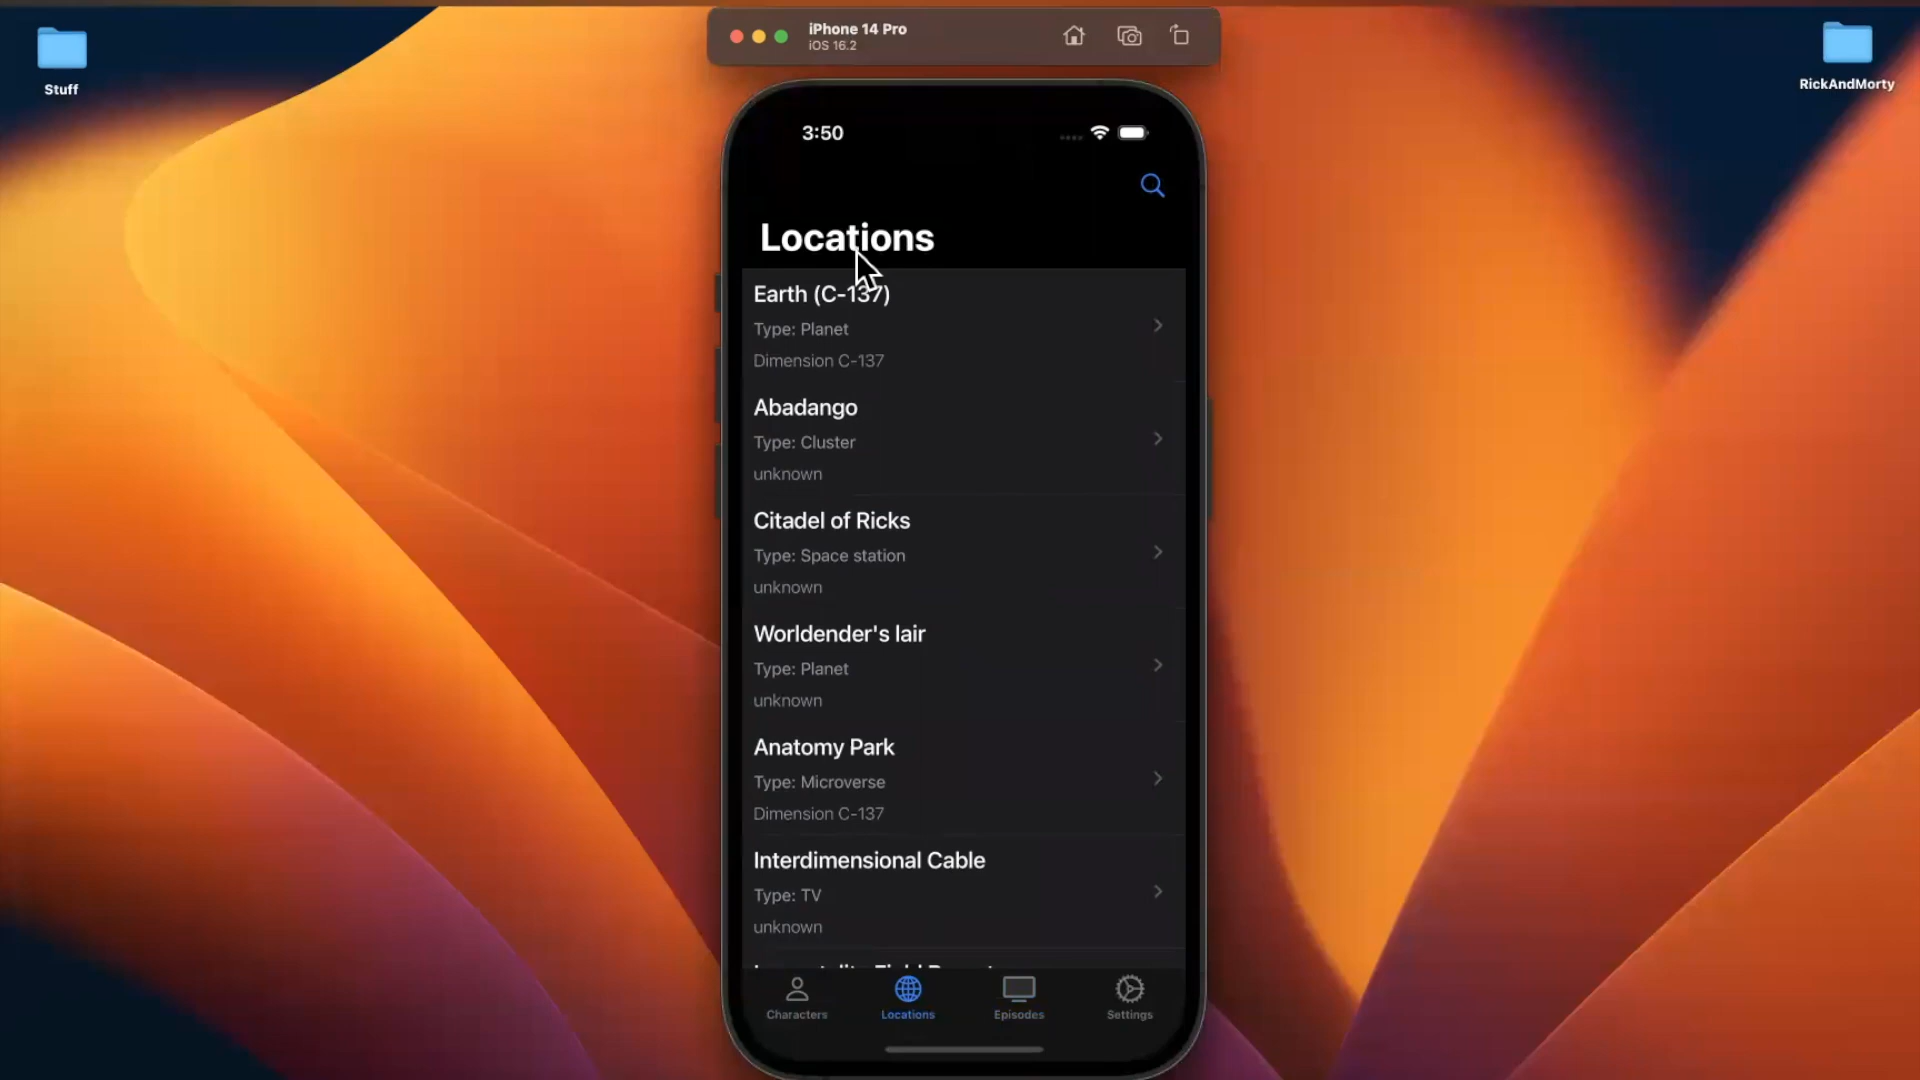 iPhone 14 Pro
iOS 16.2
Stuff
RickAndMorty
3:50
Locations
Earth (C-137)
Type: Planet
Dimension C-137
Abadango
Type: Cluster
unknown
Citadel of Ricks
Type: Space station
unknown
Worldender's lair
Type: Planet
unknown
Anatomy Park
Type: Microverse
Dimension C-137
Interdimensional Cable
Type: TV
unknown
Characters
Locations
Episodes
Settings